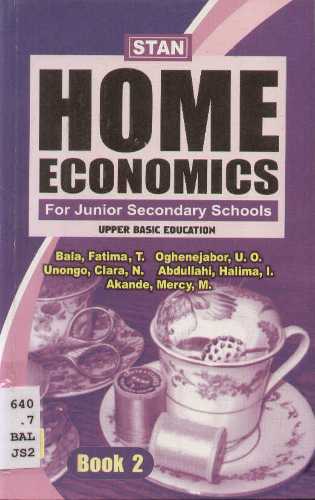 STAN
HOME
ECONOMICS
For Junior Secondary Schools
UPPER BASIC EDUCATION
Bala, Fatima, T. Oghenejabor, U. O.
Unongo, Clara, N. Abdullahi, Halima, I.
Akande, Mercy, M.
640
.7
BAL
JS2
Book 2